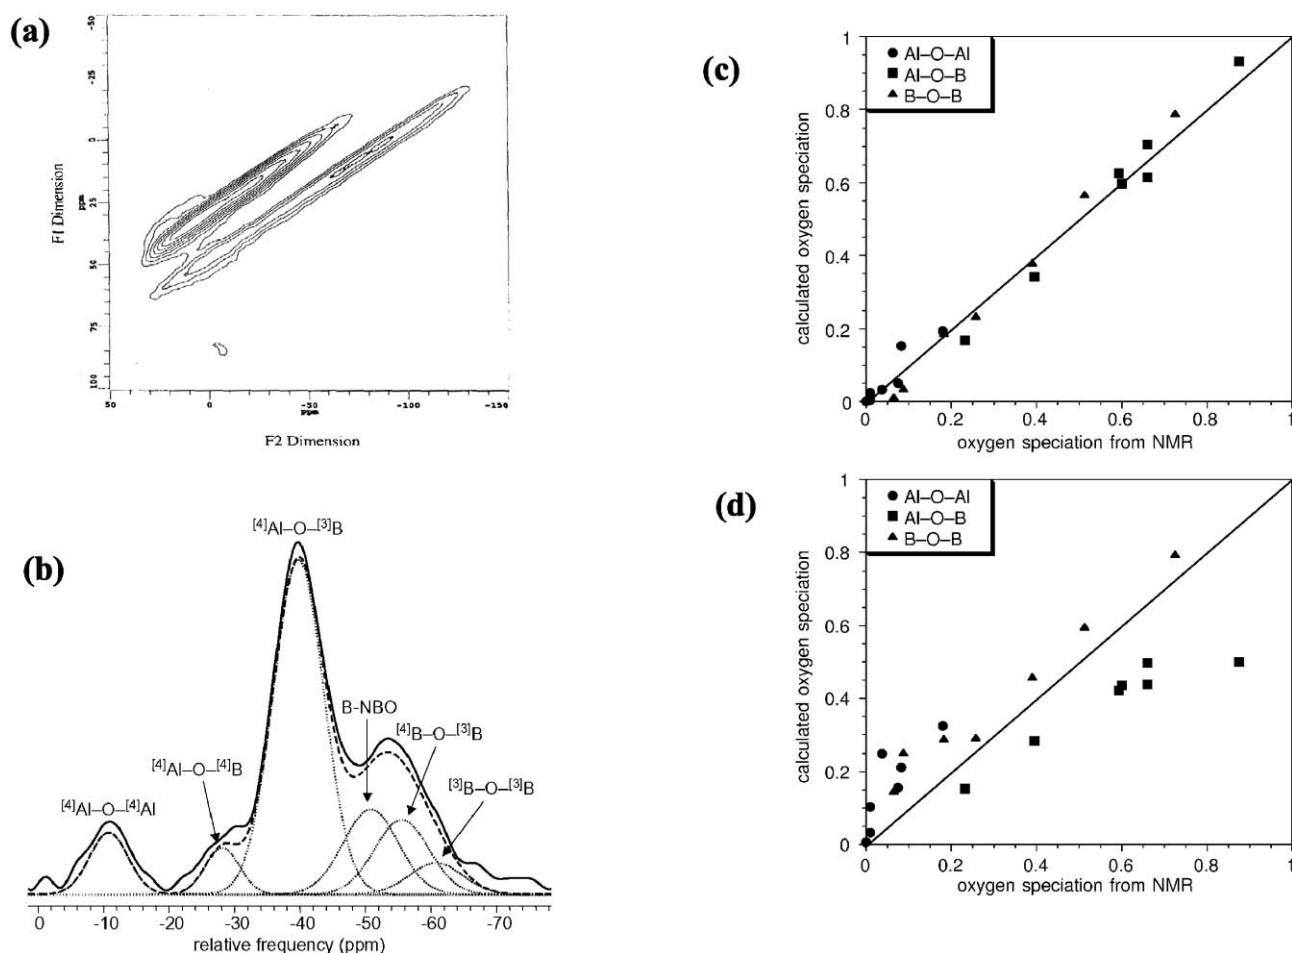 (a)
-50
-25
0
25
50
75
100
ppm
F1 Dimension
50
0
-50
-100
-150
ppm
F2 Dimension
(b)
[4]Al–O–[3]B
B-NBO
[4]B–O–[3]B
[4]Al–O–[4]B
[3]B–O–[3]B
[4]Al–O–[4]Al
0 -10 -20 -30 -40 -50 -60 -70
relative frequency (ppm)
(c)
Al–O–Al
Al–O–B
B–O–B
1
0.8
0.6
0.4
0.2
0
calculated oxygen speciation
0 0.2 0.4 0.6 0.8 1
oxygen speciation from NMR
(d)
Al–O–Al
Al–O–B
B–O–B
1
0.8
0.6
0.4
0.2
0
calculated oxygen speciation
0 0.2 0.4 0.6 0.8 1
oxygen speciation from NMR